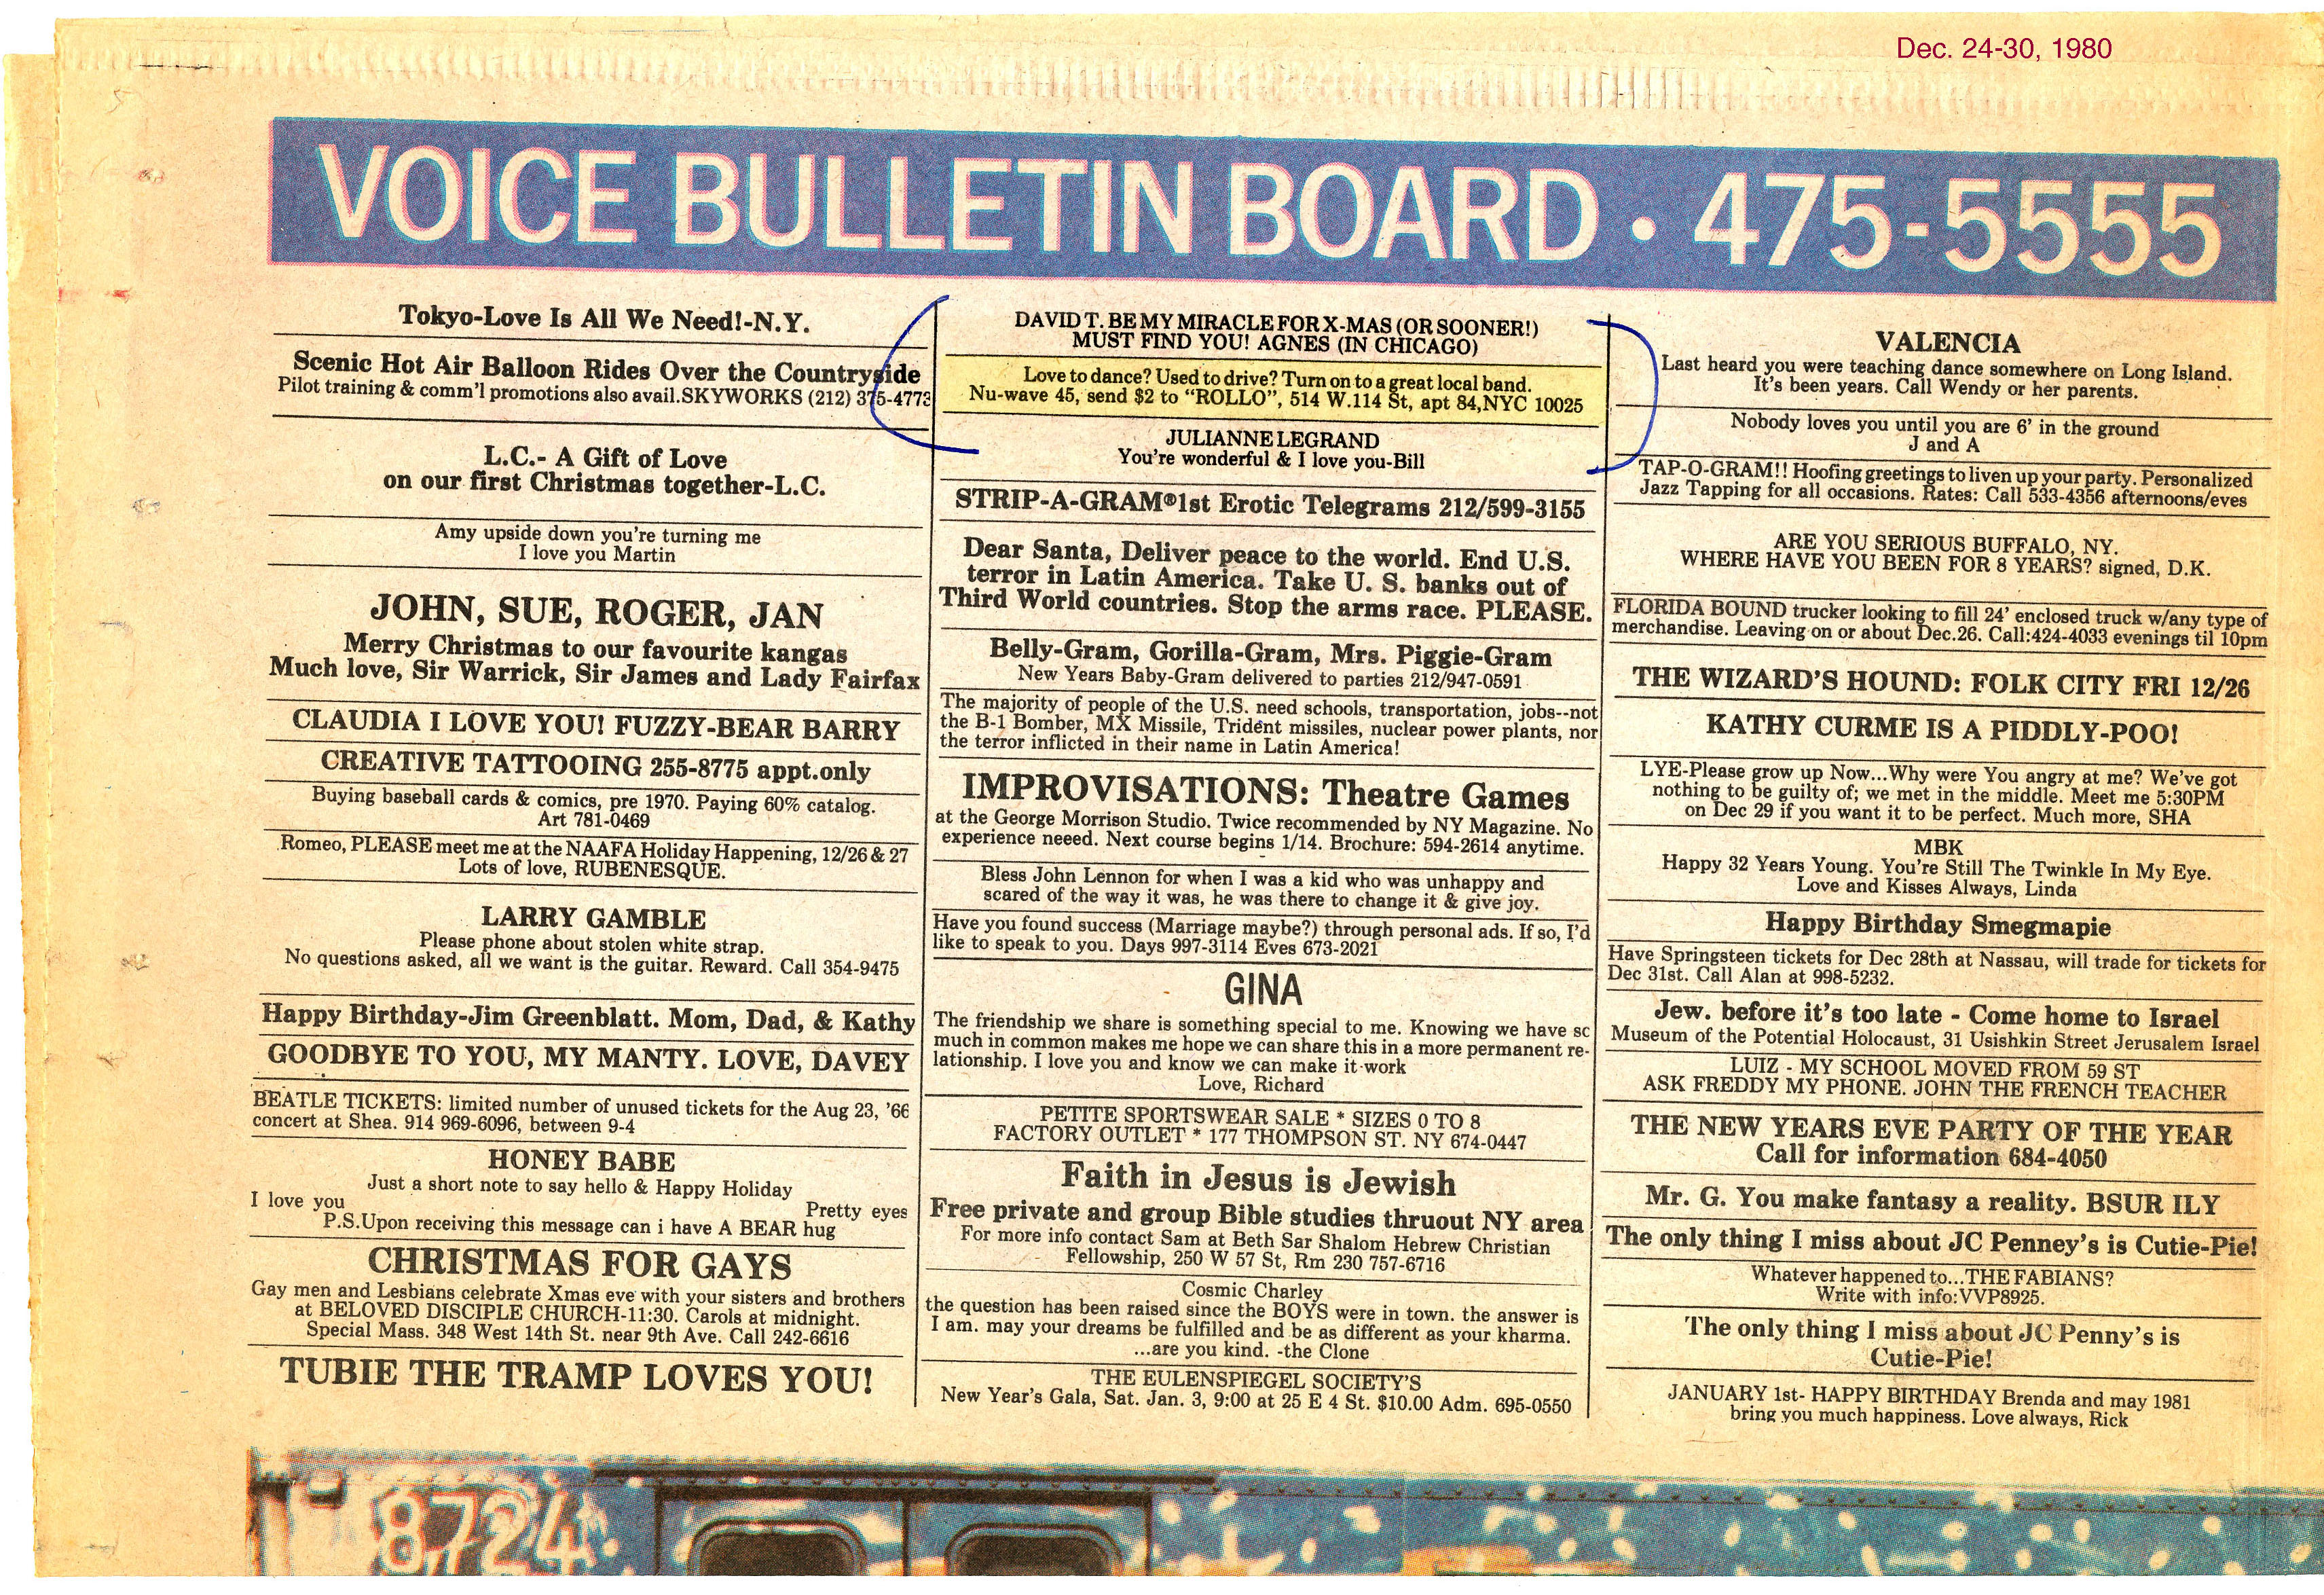 Dec. 24-30, 1980
VOICE BULLETIN BOARD • 475-5555
Tokyo-Love Is All We Need!-N.Y.
Scenic Hot Air Balloon Rides Over the Countryside
Pilot training & comm'l promotions also avail.SKYWORKS (212) 375-4773
L.C.- A Gift of Love
on our first Christmas together-L.C.
Amy upside down you're turning me
I love you Martin
JOHN, SUE, ROGER, JAN
Merry Christmas to our favourite kangas
Much love, Sir Warrick, Sir James and Lady Fairfax
CLAUDIA I LOVE YOU! FUZZY-BEAR BARRY
CREATIVE TATTOOING 255-8775 appt.only
Buying baseball cards & comics, pre 1970. Paying 60% catalog.
Art 781-0469
Romeo, PLEASE meet me at the NAAFA Holiday Happening, 12/26 & 27
Lots of love, RUBENESQUE.
LARRY GAMBLE
Please phone about stolen white strap.
No questions asked, all we want is the guitar. Reward. Call 354-9475
Happy Birthday-Jim Greenblatt. Mom, Dad, & Kathy
GOODBYE TO YOU, MY MANTY. LOVE, DAVEY
BEATLE TICKETS: limited number of unused tickets for the Aug 23, '66
concert at Shea. 914 969-6096, between 9-4
HONEY BABE
Just a short note to say hello & Happy Holiday
I love you Pretty eyes
P.S.Upon receiving this message can i have A BEAR hug
CHRISTMAS FOR GAYS
Gay men and Lesbians celebrate Xmas eve with your sisters and brothers
at BELOVED DISCIPLE CHURCH-11:30. Carols at midnight.
Special Mass. 348 West 14th St. near 9th Ave. Call 242-6616
TUBIE THE TRAMP LOVES YOU!
DAVID T. BE MY MIRACLE FOR X-MAS (OR SOONER!)
MUST FIND YOU! AGNES (IN CHICAGO)
Love to dance? Used to drive? Turn on to a great local band.
Nu-wave 45, send $2 to "ROLLO", 514 W.114 St, apt 84,NYC 10025
JULIANNE LEGRAND
You're wonderful & I love you-Bill
STRIP-A-GRAM®1st Erotic Telegrams 212/599-3155
Dear Santa, Deliver peace to the world. End U.S.
terror in Latin America. Take U. S. banks out of
Third World countries. Stop the arms race. PLEASE.
Belly-Gram, Gorilla-Gram, Mrs. Piggie-Gram
New Years Baby-Gram delivered to parties 212/947-0591
The majority of people of the U.S. need schools, transportation, jobs--not
the B-1 Bomber, MX Missile, Trident missiles, nuclear power plants, nor
the terror inflicted in their name in Latin America!
IMPROVISATIONS: Theatre Games
at the George Morrison Studio. Twice recommended by NY Magazine. No
experience neeed. Next course begins 1/14. Brochure: 594-2614 anytime.
Bless John Lennon for when I was a kid who was unhappy and
scared of the way it was, he was there to change it & give joy.
Have you found success (Marriage maybe?) through personal ads. If so, I'd
like to speak to you. Days 997-3114 Eves 673-2021
GINA
The friendship we share is something special to me. Knowing we have sc
much in common makes me hope we can share this in a more permanent re-
lationship. I love you and know we can make it work
Love, Richard
PETITE SPORTSWEAR SALE * SIZES 0 TO 8
FACTORY OUTLET * 177 THOMPSON ST. NY 674-0447
Faith in Jesus is Jewish
Free private and group Bible studies thruout NY area
For more info contact Sam at Beth Sar Shalom Hebrew Christian
Fellowship, 250 W 57 St, Rm 230 757-6716
Cosmic Charley
the question has been raised since the BOYS were in town. the answer is
I am. may your dreams be fulfilled and be as different as your kharma.
...are you kind. -the Clone
THE EULENSPIEGEL SOCIETY'S
New Year's Gala, Sat. Jan. 3, 9:00 at 25 E 4 St. $10.00 Adm. 695-0550
VALENCIA
Last heard you were teaching dance somewhere on Long Island.
It's been years. Call Wendy or her parents.
Nobody loves you until you are 6' in the ground
J and A
TAP-O-GRAM!! Hoofing greetings to liven up your party. Personalized
Jazz Tapping for all occasions. Rates: Call 533-4356 afternoons/eves
ARE YOU SERIOUS BUFFALO, NY.
WHERE HAVE YOU BEEN FOR 8 YEARS? signed, D.K.
FLORIDA BOUND trucker looking to fill 24' enclosed truck w/any type of
merchandise. Leaving on or about Dec.26. Call:424-4033 evenings til 10pm
THE WIZARD'S HOUND: FOLK CITY FRI 12/26
KATHY CURME IS A PIDDLY-POO!
LYE-Please grow up Now...Why were You angry at me? We've got
nothing to be guilty of; we met in the middle. Meet me 5:30PM
on Dec 29 if you want it to be perfect. Much more, SHA
MBK
Happy 32 Years Young. You're Still The Twinkle In My Eye.
Love and Kisses Always, Linda
Happy Birthday Smegmapie
Have Springsteen tickets for Dec 28th at Nassau, will trade for tickets for
Dec 31st. Call Alan at 998-5232.
Jew. before it's too late - Come home to Israel
Museum of the Potential Holocaust, 31 Usishkin Street Jerusalem Israel
LUIZ - MY SCHOOL MOVED FROM 59 ST
ASK FREDDY MY PHONE. JOHN THE FRENCH TEACHER
THE NEW YEARS EVE PARTY OF THE YEAR
Call for information 684-4050
Mr. G. You make fantasy a reality. BSUR ILY
The only thing I miss about JC Penney's is Cutie-Pie!
Whatever happened to...THE FABIANS?
Write with info:VVP8925.
The only thing I miss about JC Penny's is
Cutie-Pie!
JANUARY 1st- HAPPY BIRTHDAY Brenda and may 1981
bring you much happiness. Love always, Rick
8724